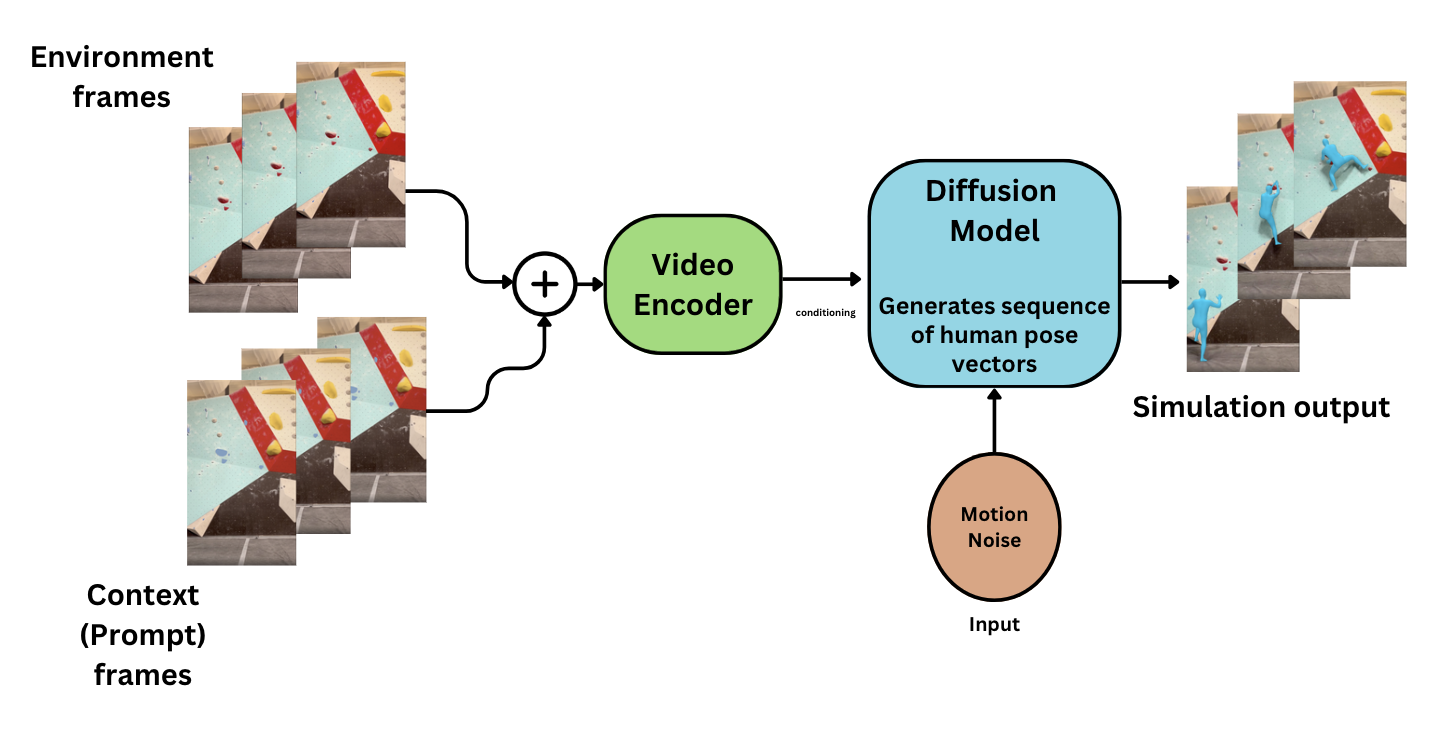 Environment
frames
Video
Encoder
conditioning
Diffusion
Model
Generates sequence
of human pose
vectors
Simulation output
Motion
Noise
Input
Context
(Prompt)
frames